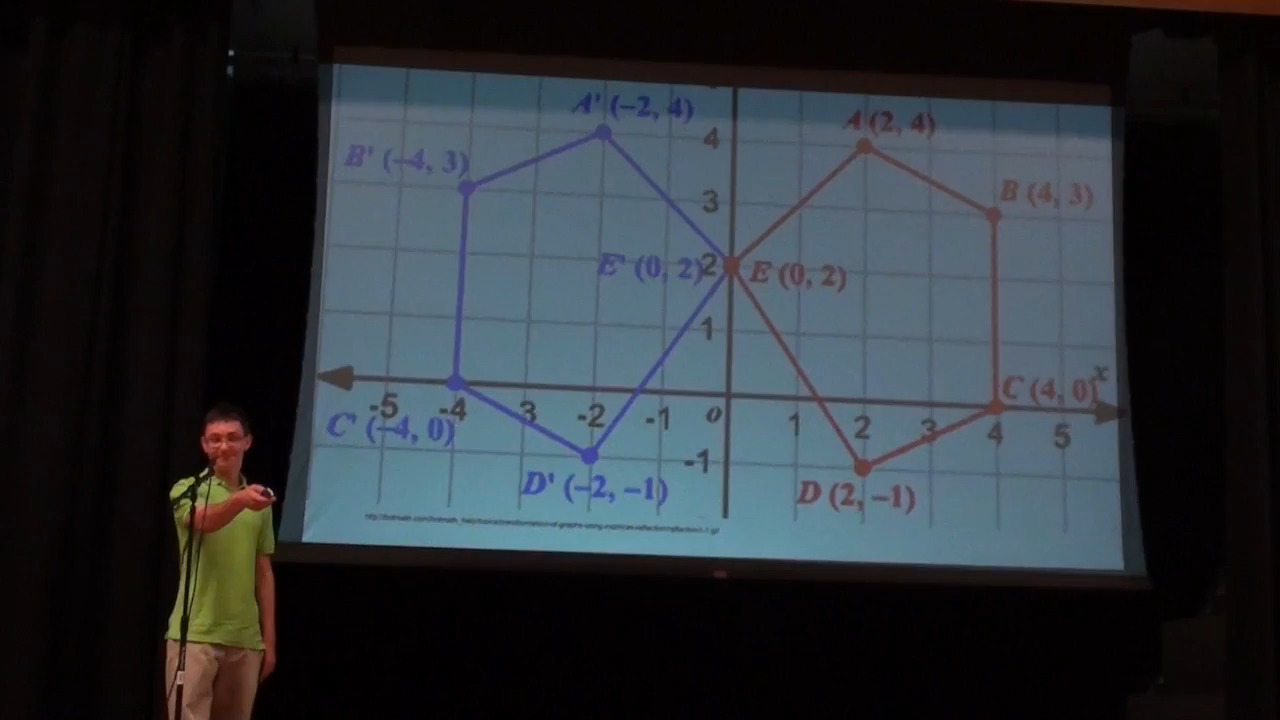 A' (−2, 4)
A (2, 4)
4
B' (−4, 3)
B (4, 3)
3
E' (0, 2)
2
E (0, 2)
1
x
C (4, 0)
-5 -4 3 -2 -1 o 1 2 3 4 5
C' (−4, 0)
-1
D' (−2, −1)
D (2, −1)